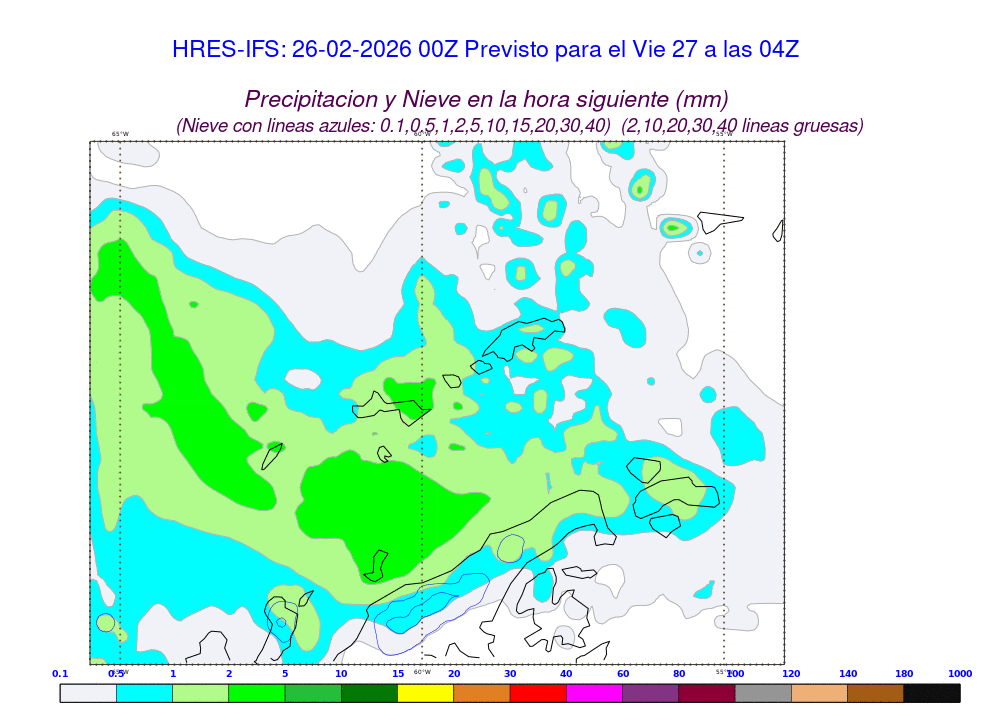 HRES-IFS: 26-02-2026 00Z Previsto para el Vie 27 a las 04Z
Precipitacion y Nieve en la hora siguiente (mm)
(Nieve con lineas azules: 0.1,0.5,1,2,5,10,15,20,30,40) (2,10,20,30,40 lineas gruesas)
65°W 60°W 55°W
65°W 60°W 55°W
0.1 0.5 1 2 5 10 15 20 30 40 60 80 100 120 140 180 1000